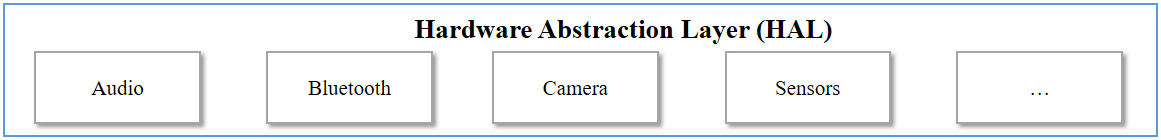 Hardware Abstraction Layer (HAL)
Audio
Bluetooth
Camera
Sensors
…